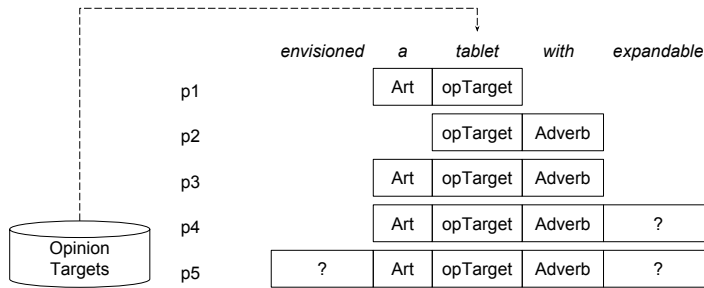 envisioned a tablet with expandable
p1 Art opTarget
p2 opTarget Adverb
p3 Art opTarget Adverb
p4 Art opTarget Adverb ?
p5 ? Art opTarget Adverb ?
Opinion
Targets